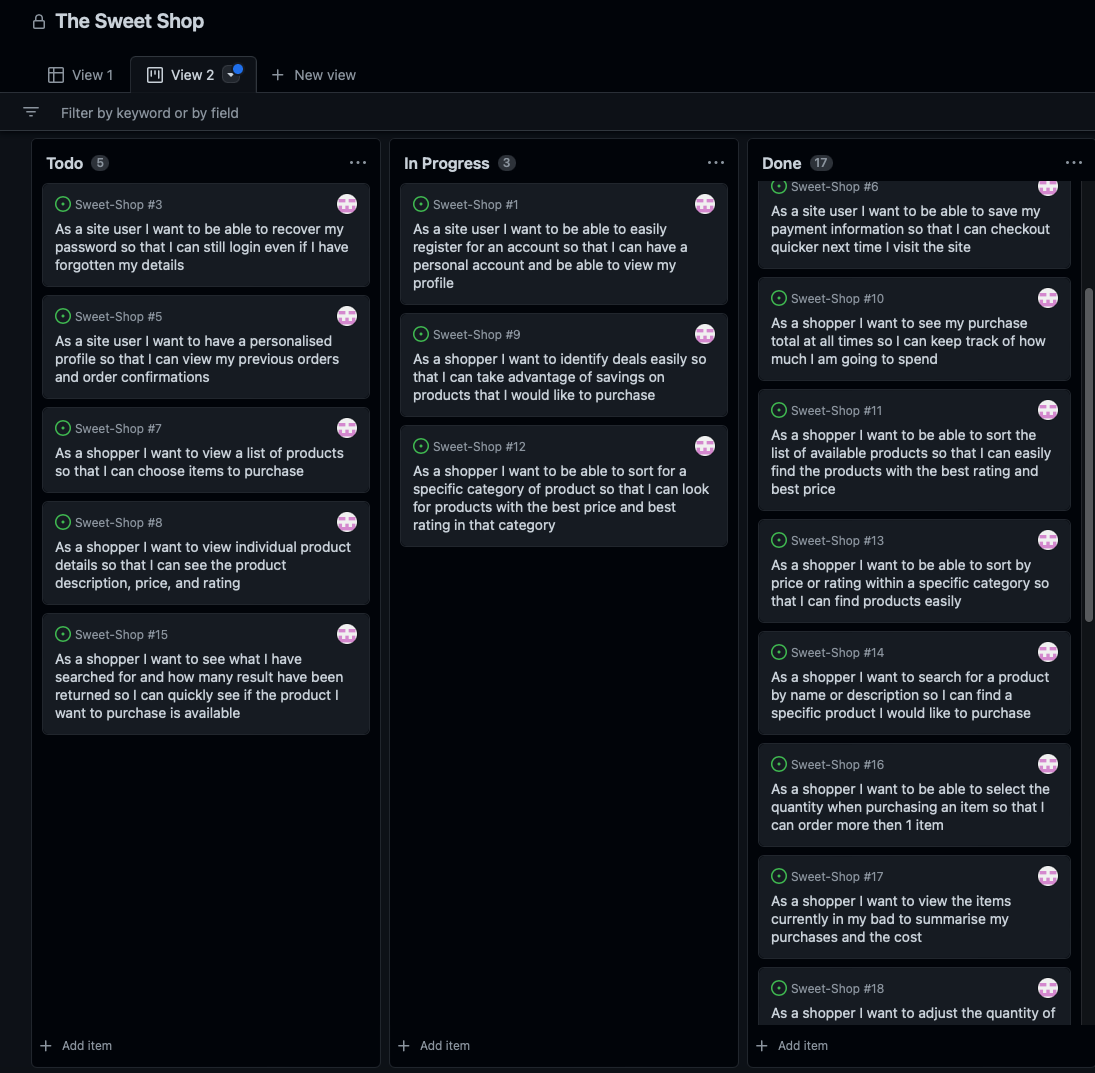 The Sweet Shop
View 1
View 2
New view
Filter by keyword or by field
Todo 5
Sweet-Shop #3
As a site user I want to be able to recover my
password so that I can still login even if I have
forgotten my details
Sweet-Shop #5
As a site user I want to have a personalised
profile so that I can view my previous orders
and order confirmations
Sweet-Shop #7
As a shopper I want to view a list of products
so that I can choose items to purchase
Sweet-Shop #8
As a shopper I want to view individual product
details so that I can see the product
description, price, and rating
Sweet-Shop #15
As a shopper I want to see what I have
searched for and how many result have been
returned so I can quickly see if the product I
want to purchase is available
Add item
In Progress 3
Sweet-Shop #1
As a site user I want to be able to easily
register for an account so that I can have a
personal account and be able to view my
profile
Sweet-Shop #9
As a shopper I want to identify deals easily so
that I can take advantage of savings on
products that I would like to purchase
Sweet-Shop #12
As a shopper I want to be able to sort for a
specific category of product so that I can look
for products with the best price and best
rating in that category
Add item
Done 17
Sweet-Shop #6
As a site user I want to be able to save my
payment information so that I can checkout
quicker next time I visit the site
Sweet-Shop #10
As a shopper I want to see my purchase
total at all times so I can keep track of how
much I am going to spend
Sweet-Shop #11
As a shopper I want to be able to sort the
list of available products so that I can easily
find the products with the best rating and
best price
Sweet-Shop #13
As a shopper I want to be able to sort by
price or rating within a specific category so
that I can find products easily
Sweet-Shop #14
As a shopper I want to search for a product
by name or description so I can find a
specific product I would like to purchase
Sweet-Shop #16
As a shopper I want to be able to select the
quantity when purchasing an item so that I
can order more then 1 item
Sweet-Shop #17
As a shopper I want to view the items
currently in my bad to summarise my
purchases and the cost
Sweet-Shop #18
As a shopper I want to adjust the quantity of
Add item